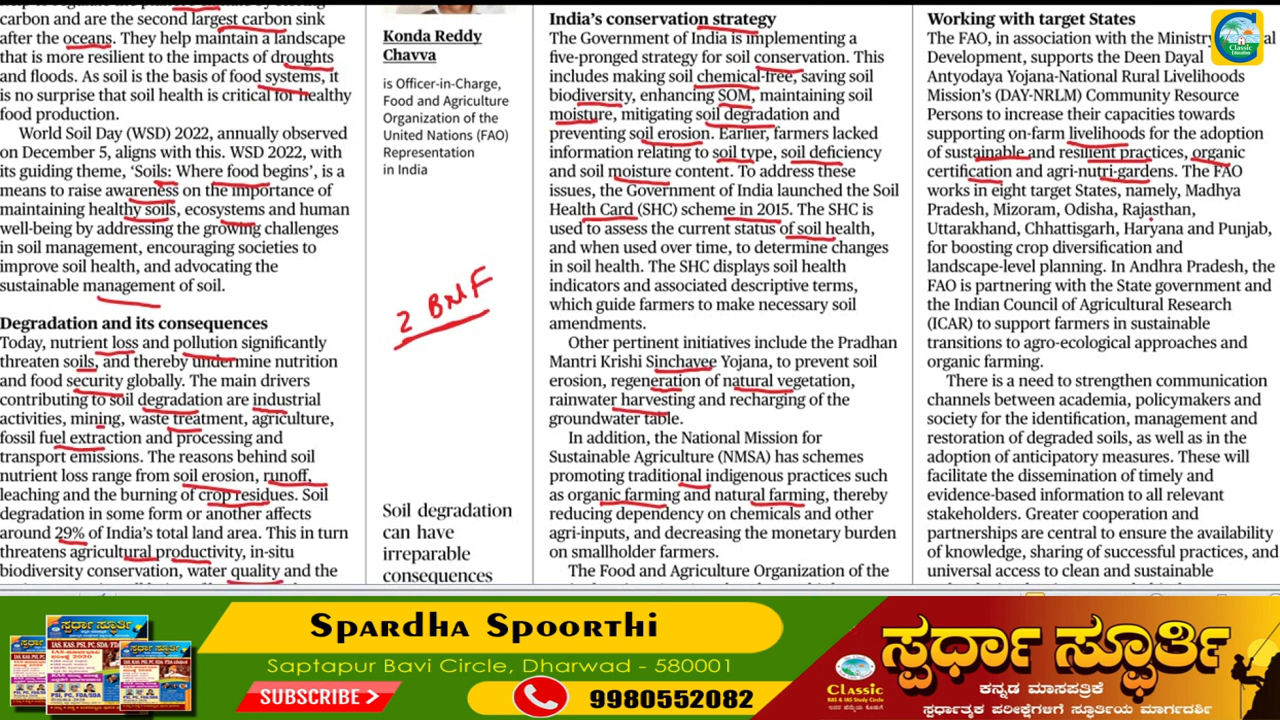 carbon and are the second largest carbon sink
after the oceans. They help maintain a landscape
that is more resilient to the impacts of droughts
and floods. As soil is the basis of food systems, it
is no surprise that soil health is critical for healthy
food production.
World Soil Day (WSD) 2022, annually observed
on December 5, aligns with this. WSD 2022, with
its guiding theme, ‘Soils: Where food begins’, is a
means to raise awareness on the importance of
maintaining healthy soils, ecosystems and human
well-being by addressing the growing challenges
in soil management, encouraging societies to
improve soil health, and advocating the
sustainable management of soil.
Degradation and its consequences
Today, nutrient loss and pollution significantly
threaten soils, and thereby undermine nutrition
and food security globally. The main drivers
contributing to soil degradation are industrial
activities, mining, waste treatment, agriculture,
fossil fuel extraction and processing and
transport emissions. The reasons behind soil
nutrient loss range from soil erosion, runoff,
leaching and the burning of crop residues. Soil
degradation in some form or another affects
around 29% of India’s total land area. This in turn
threatens agricultural productivity, in-situ
biodiversity conservation, water quality and the
Konda Reddy
Chavva
is Officer-in-Charge,
Food and Agriculture
Organization of the
United Nations (FAO)
Representation
in India
2 BNF
Soil degradation
can have
irreparable
consequences
India’s conservation strategy
The Government of India is implementing a
five-pronged strategy for soil conservation. This
includes making soil chemical-free, saving soil
biodiversity, enhancing SOM, maintaining soil
moisture, mitigating soil degradation and
preventing soil erosion. Earlier, farmers lacked
information relating to soil type, soil deficiency
and soil moisture content. To address these
issues, the Government of India launched the Soil
Health Card (SHC) scheme in 2015. The SHC is
used to assess the current status of soil health,
and when used over time, to determine changes
in soil health. The SHC displays soil health
indicators and associated descriptive terms,
which guide farmers to make necessary soil
amendments.
Other pertinent initiatives include the Pradhan
Mantri Krishi Sinchayee Yojana, to prevent soil
erosion, regeneration of natural vegetation,
rainwater harvesting and recharging of the
groundwater table.
In addition, the National Mission for
Sustainable Agriculture (NMSA) has schemes
promoting traditional indigenous practices such
as organic farming and natural farming, thereby
reducing dependency on chemicals and other
agri-inputs, and decreasing the monetary burden
on smallholder farmers.
The Food and Agriculture Organization of the
Working with target States
The FAO, in association with the Ministry
Development, supports the Deen Dayal
Antyodaya Yojana-National Rural Livelihoods
Mission’s (DAY-NRLM) Community Resource
Persons to increase their capacities towards
supporting on-farm livelihoods for the adoption
of sustainable and resilient practices, organic
certification and agri-nutri-gardens. The FAO
works in eight target States, namely, Madhya
Pradesh, Mizoram, Odisha, Rajasthan,
Uttarakhand, Chhattisgarh, Haryana and Punjab,
for boosting crop diversification and
landscape-level planning. In Andhra Pradesh, the
FAO is partnering with the State government and
the Indian Council of Agricultural Research
(ICAR) to support farmers in sustainable
transitions to agro-ecological approaches and
organic farming.
There is a need to strengthen communication
channels between academia, policymakers and
society for the identification, management and
restoration of degraded soils, as well as in the
adoption of anticipatory measures. These will
facilitate the dissemination of timely and
evidence-based information to all relevant
stakeholders. Greater cooperation and
partnerships are central to ensure the availability
of knowledge, sharing of successful practices, and
universal access to clean and sustainable
Classic
Education
ಸ್ಪರ್ಧಾ ಸ್ಫೂರ್ತಿ
Spardha Spoorthi
Saptapur Bavi Circle, Dharwad - 580001
SUBSCRIBE
9980552082
Classic
KAS & IAS Study Circle
ಸ್ಪರ್ಧಾ ಸ್ಫೂರ್ತಿ
ಕನ್ನಡ ಮಾಸಪತ್ರಿಕೆ
ಸ್ಪರ್ಧಾತ್ಮಕ ಪರೀಕ್ಷೆಗಳಿಗೆ ಸ್ಫೂರ್ತಿಯ ಮಾರ್ಗದರ್ಶಿ